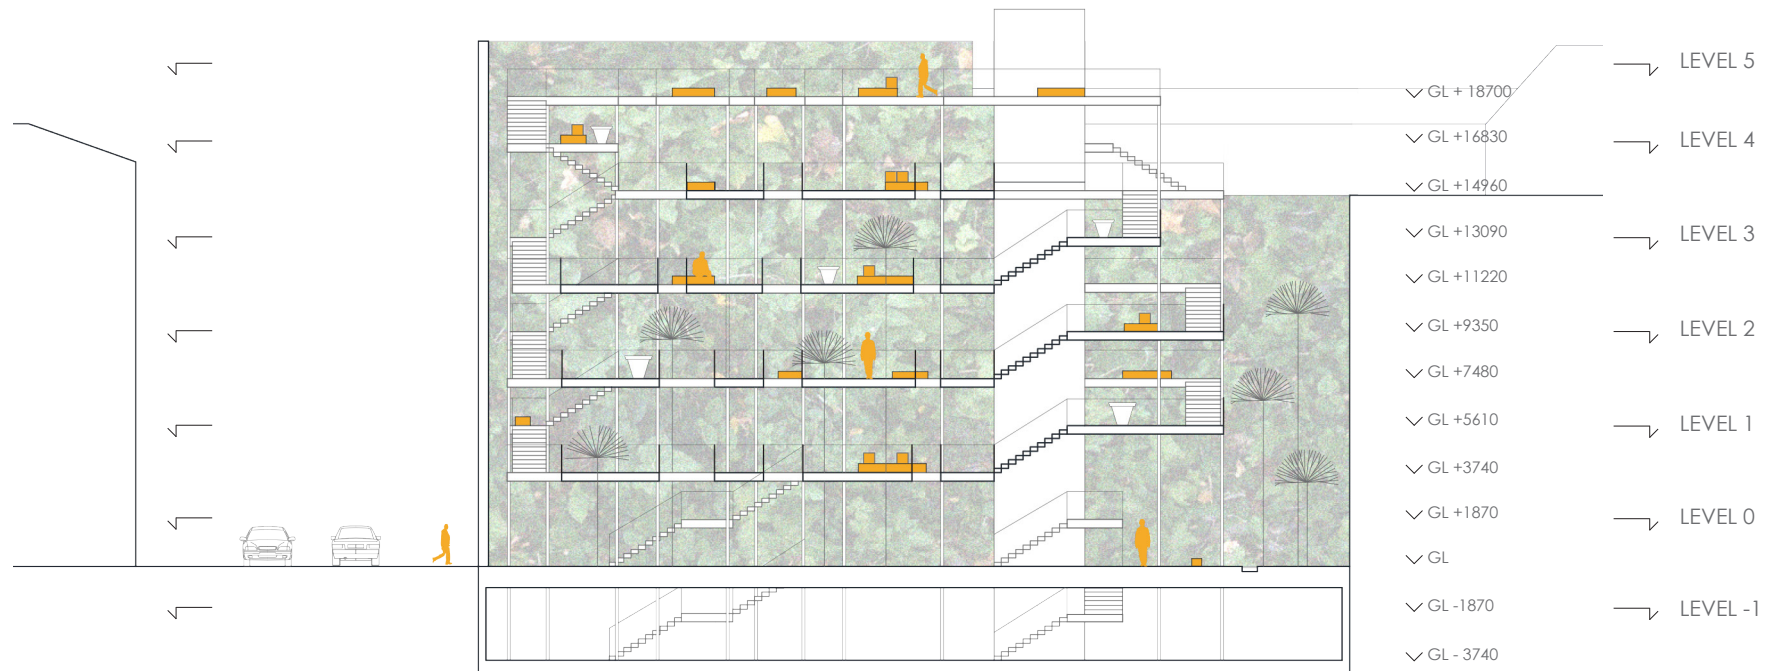 LEVEL 5
GL + 18700
GL +16830
LEVEL 4
GL +14960
GL +13090
LEVEL 3
GL +11220
GL +9350
LEVEL 2
GL +7480
GL +5610
LEVEL 1
GL +3740
GL +1870
LEVEL 0
GL
GL -1870
LEVEL -1
GL - 3740